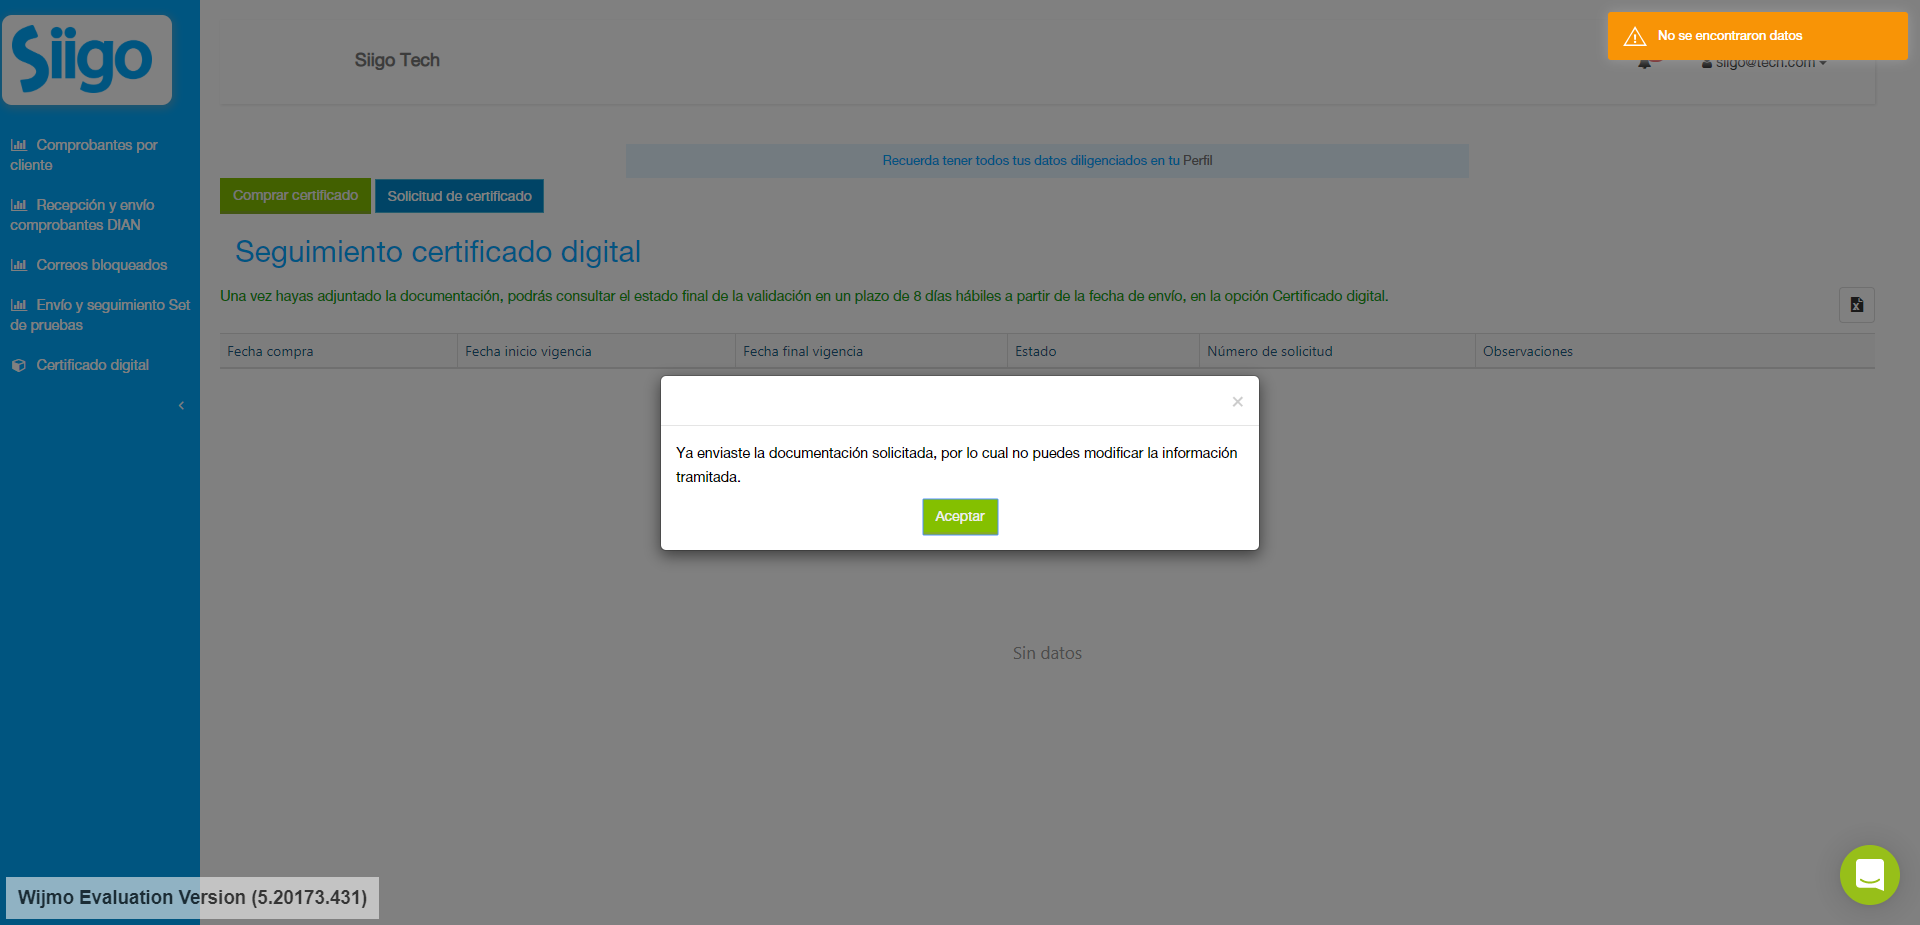 Siigo
Siigo Tech
No se encontraron datos
siigo@tech.com
Comprobantes por
cliente
Recepción y envío
comprobantes DIAN
Correos bloqueados
Envío y seguimiento Set
de pruebas
Certificado digital
Recuerda tener todos tus datos diligenciados en tu Perfil
Comprar certificado
Solicitud de certificado
Seguimiento certificado digital
Una vez hayas adjuntado la documentación, podrás consultar el estado final de la validación en un plazo de 8 días hábiles a partir de la fecha de envío, en la opción Certificado digital.
Fecha compra
Fecha inicio vigencia
Fecha final vigencia
Estado
Número de solicitud
Observaciones
×
Ya enviaste la documentación solicitada, por lo cual no puedes modificar la información
tramitada.
Aceptar
Sin datos
Wijmo Evaluation Version (5.20173.431)